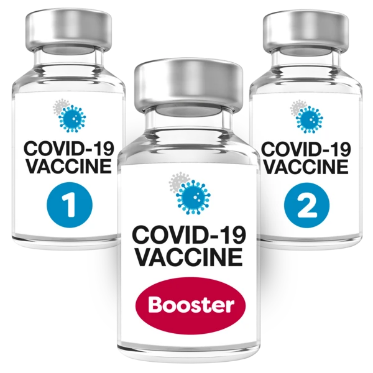 COVID-19
VACCINE
1
COVID-19
VACCINE
2
COVID-19
VACCINE
Booster